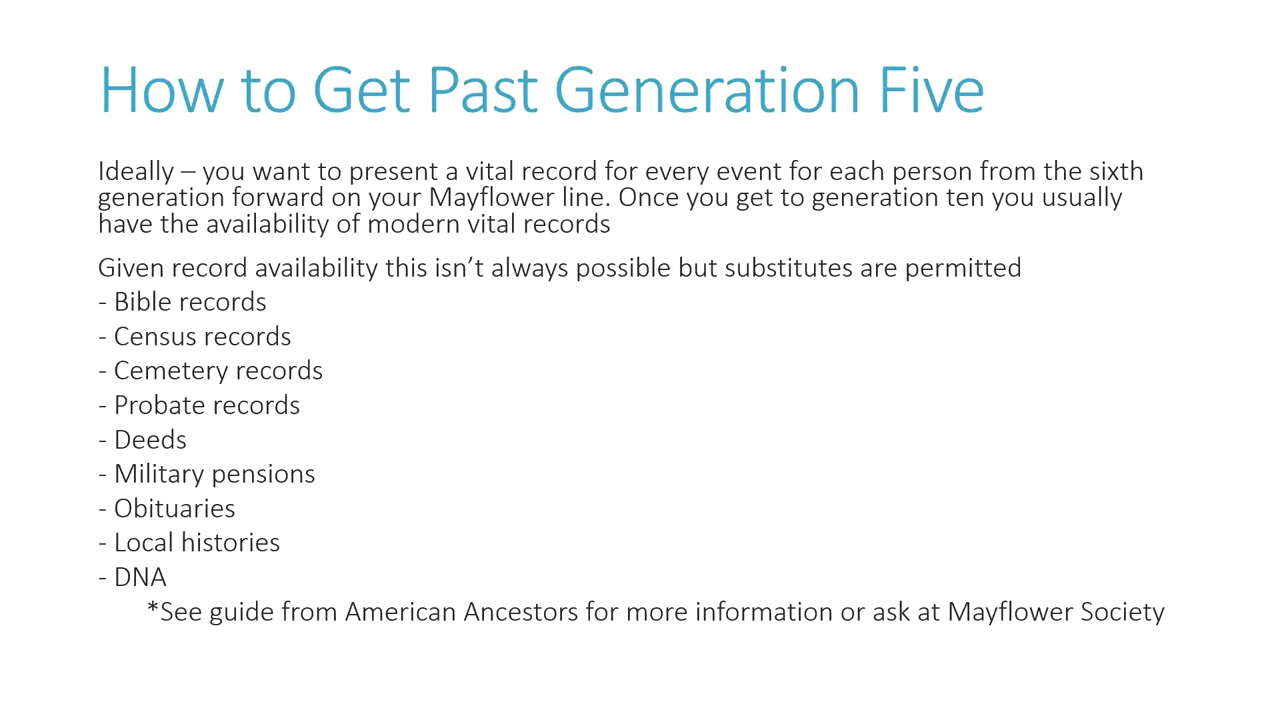 How to Get Past Generation Five
Ideally – you want to present a vital record for every event for each person from the sixth
generation forward on your Mayflower line. Once you get to generation ten you usually
have the availability of modern vital records
Given record availability this isn’t always possible but substitutes are permitted
- Bible records
- Census records
- Cemetery records
- Probate records
- Deeds
- Military pensions
- Obituaries
- Local histories
- DNA
*See guide from American Ancestors for more information or ask at Mayflower Society